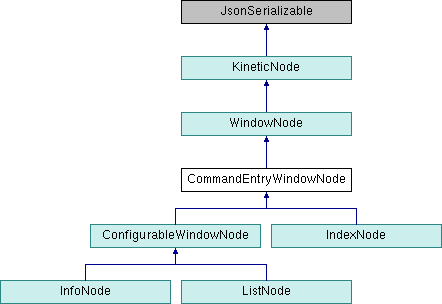 JsonSerializable
KineticNode
WindowNode
CommandEntryWindowNode
ConfigurableWindowNode
IndexNode
InfoNode
ListNode